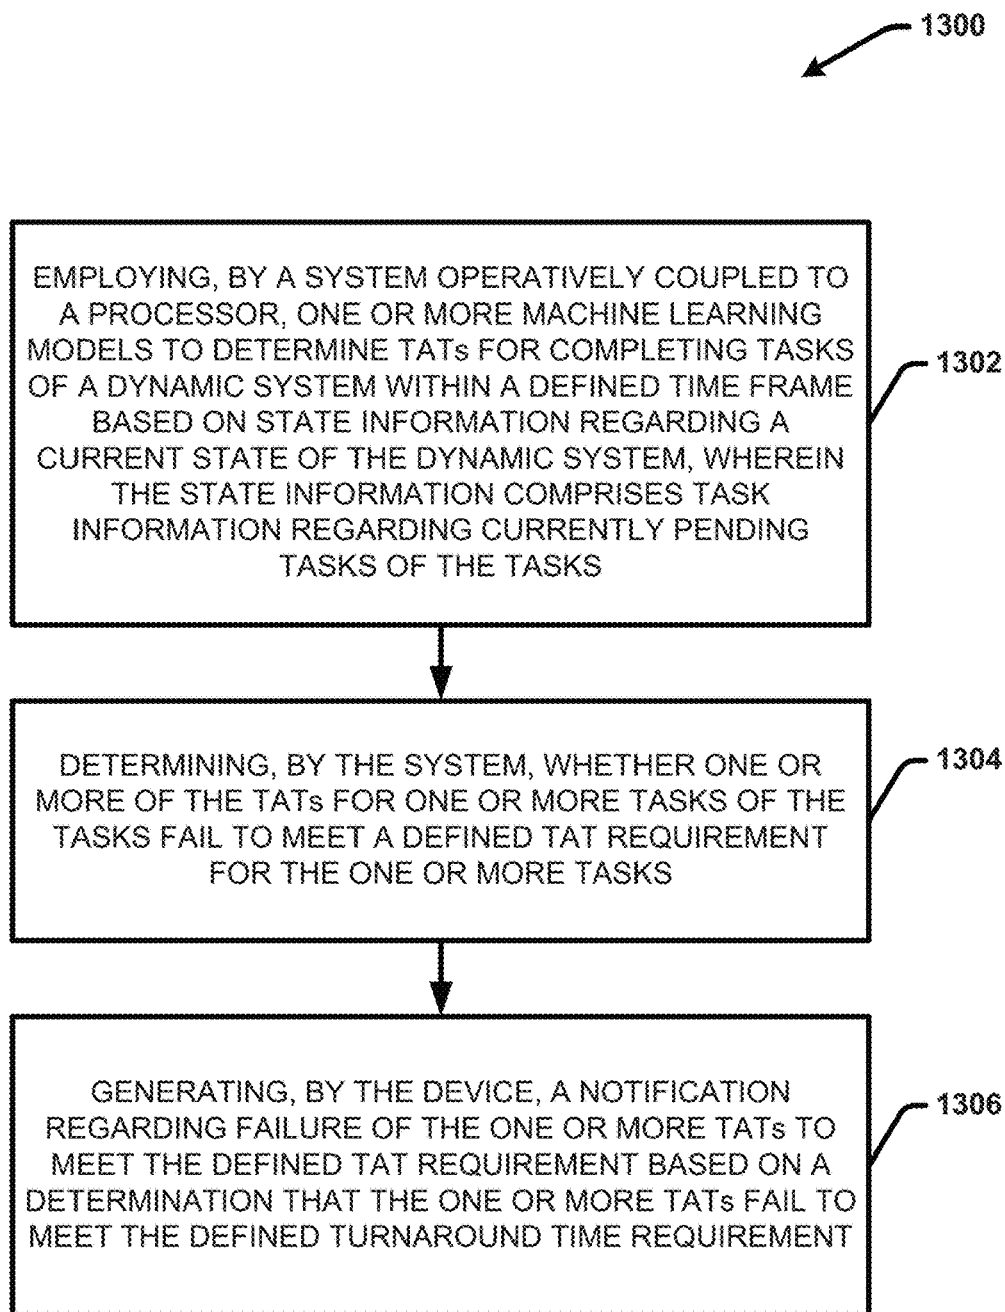 1300
EMPLOYING, BY A SYSTEM OPERATIVELY COUPLED TO
A PROCESSOR, ONE OR MORE MACHINE LEARNING
MODELS TO DETERMINE TATs FOR COMPLETING TASKS
OF A DYNAMIC SYSTEM WITHIN A DEFINED TIME FRAME
BASED ON STATE INFORMATION REGARDING A
CURRENT STATE OF THE DYNAMIC SYSTEM, WHEREIN
THE STATE INFORMATION COMPRISES TASK
INFORMATION REGARDING CURRENTLY PENDING
TASKS OF THE TASKS
1302
DETERMINING, BY THE SYSTEM, WHETHER ONE OR
MORE OF THE TATs FOR ONE OR MORE TASKS OF THE
TASKS FAIL TO MEET A DEFINED TAT REQUIREMENT
FOR THE ONE OR MORE TASKS
1304
GENERATING, BY THE DEVICE, A NOTIFICATION
REGARDING FAILURE OF THE ONE OR MORE TATs TO
MEET THE DEFINED TAT REQUIREMENT BASED ON A
DETERMINATION THAT THE ONE OR MORE TATs FAIL TO
MEET THE DEFINED TURNAROUND TIME REQUIREMENT
1306